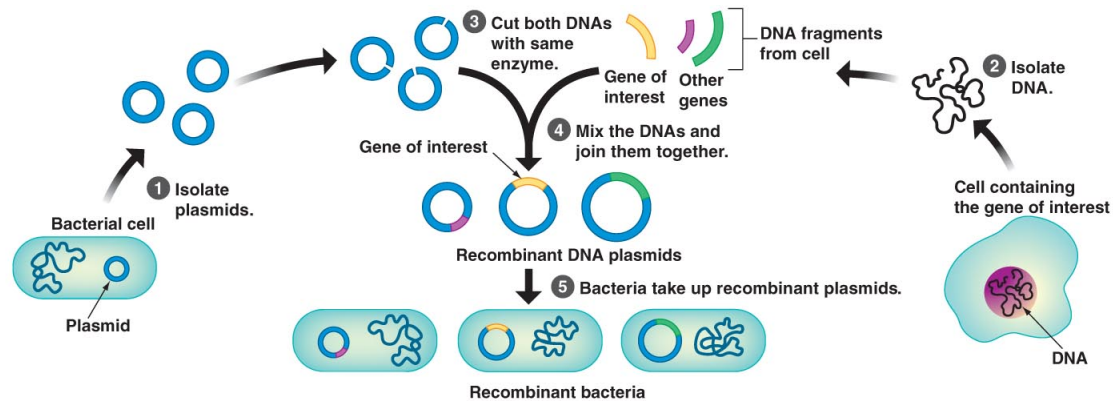 3 Cut both DNAs
with same
enzyme.
Gene of
interest
Other
genes
DNA fragments
from cell
2 Isolate
DNA.
4 Mix the DNAs and
join them together.
Gene of interest
1 Isolate
plasmids.
Bacterial cell
Plasmid
Cell containing
the gene of interest
Recombinant DNA plasmids
5 Bacteria take up recombinant plasmids.
DNA
Recombinant bacteria